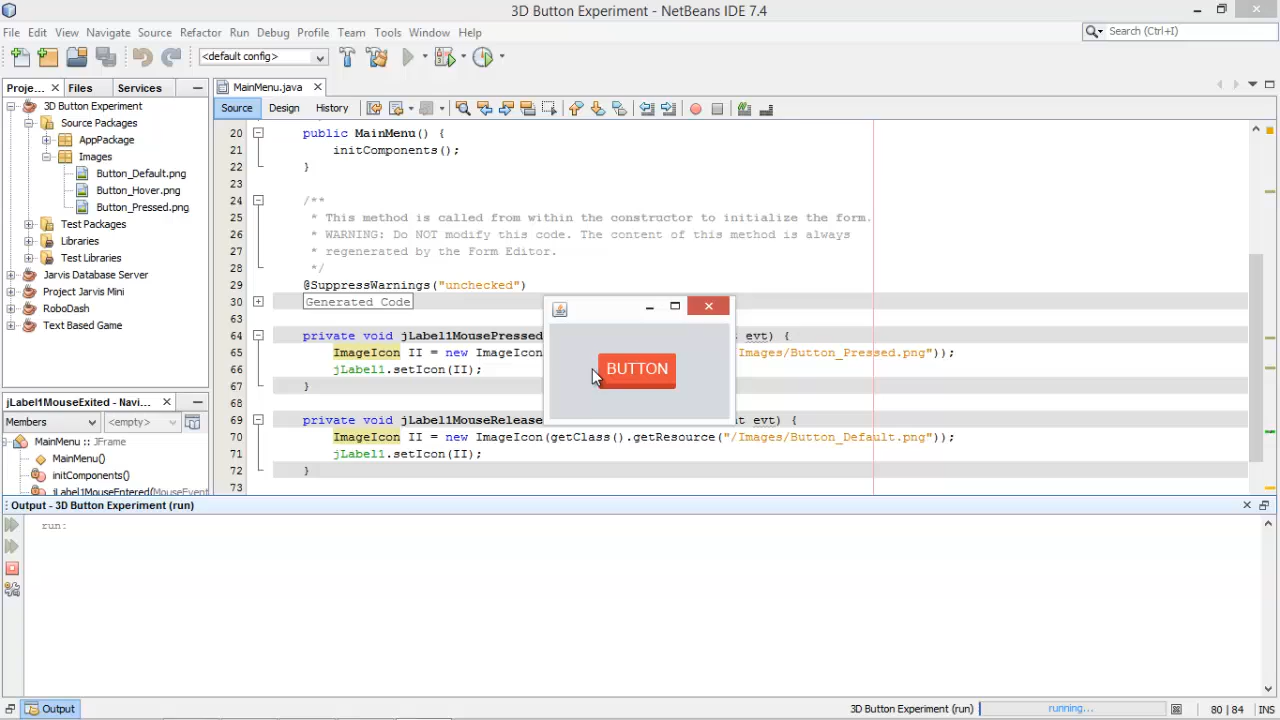 3D Button Experiment - NetBeans IDE 7.4
File Edit View Navigate Source Refactor Run Debug Profile Team Tools Window Help
Search (Ctrl+I)
<default config>
Proje... Files Services
MainMenu.java
3D Button Experiment
Source Packages
AppPackage
Images
Button_Default.png
Button_Hover.png
Button_Pressed.png
Test Packages
Libraries
Test Libraries
Jarvis Database Server
Project Jarvis Mini
RoboDash
Text Based Game
Source Design History
20 public MainMenu() {
21 initComponents();
22 }
23
24 /**
25 * This method is called from within the constructor to initialize the form.
26 * WARNING: Do NOT modify this code. The content of this method is always
27 * regenerated by the Form Editor.
28 */
29 @SuppressWarnings("unchecked")
30 Generated Code
63
64 private void jLabel1MousePressed evt) {
65 ImageIcon II = new ImageIcon Images/Button_Pressed.png"));
66 jLabel1.setIcon(II);
67 }
68
69 private void jLabel1MouseRelease t evt) {
70 ImageIcon II = new ImageIcon(getClass().getResource("/Images/Button_Default.png"));
71 jLabel1.setIcon(II);
72 }
73
BUTTON
jLabel1MouseExited - Navi...
Members <empty>
MainMenu :: JFrame
MainMenu()
initComponents()
jLabel1MouseEntered(MouseEvent
Output - 3D Button Experiment (run)
run:
Output
3D Button Experiment (run) running... 80 | 84 INS